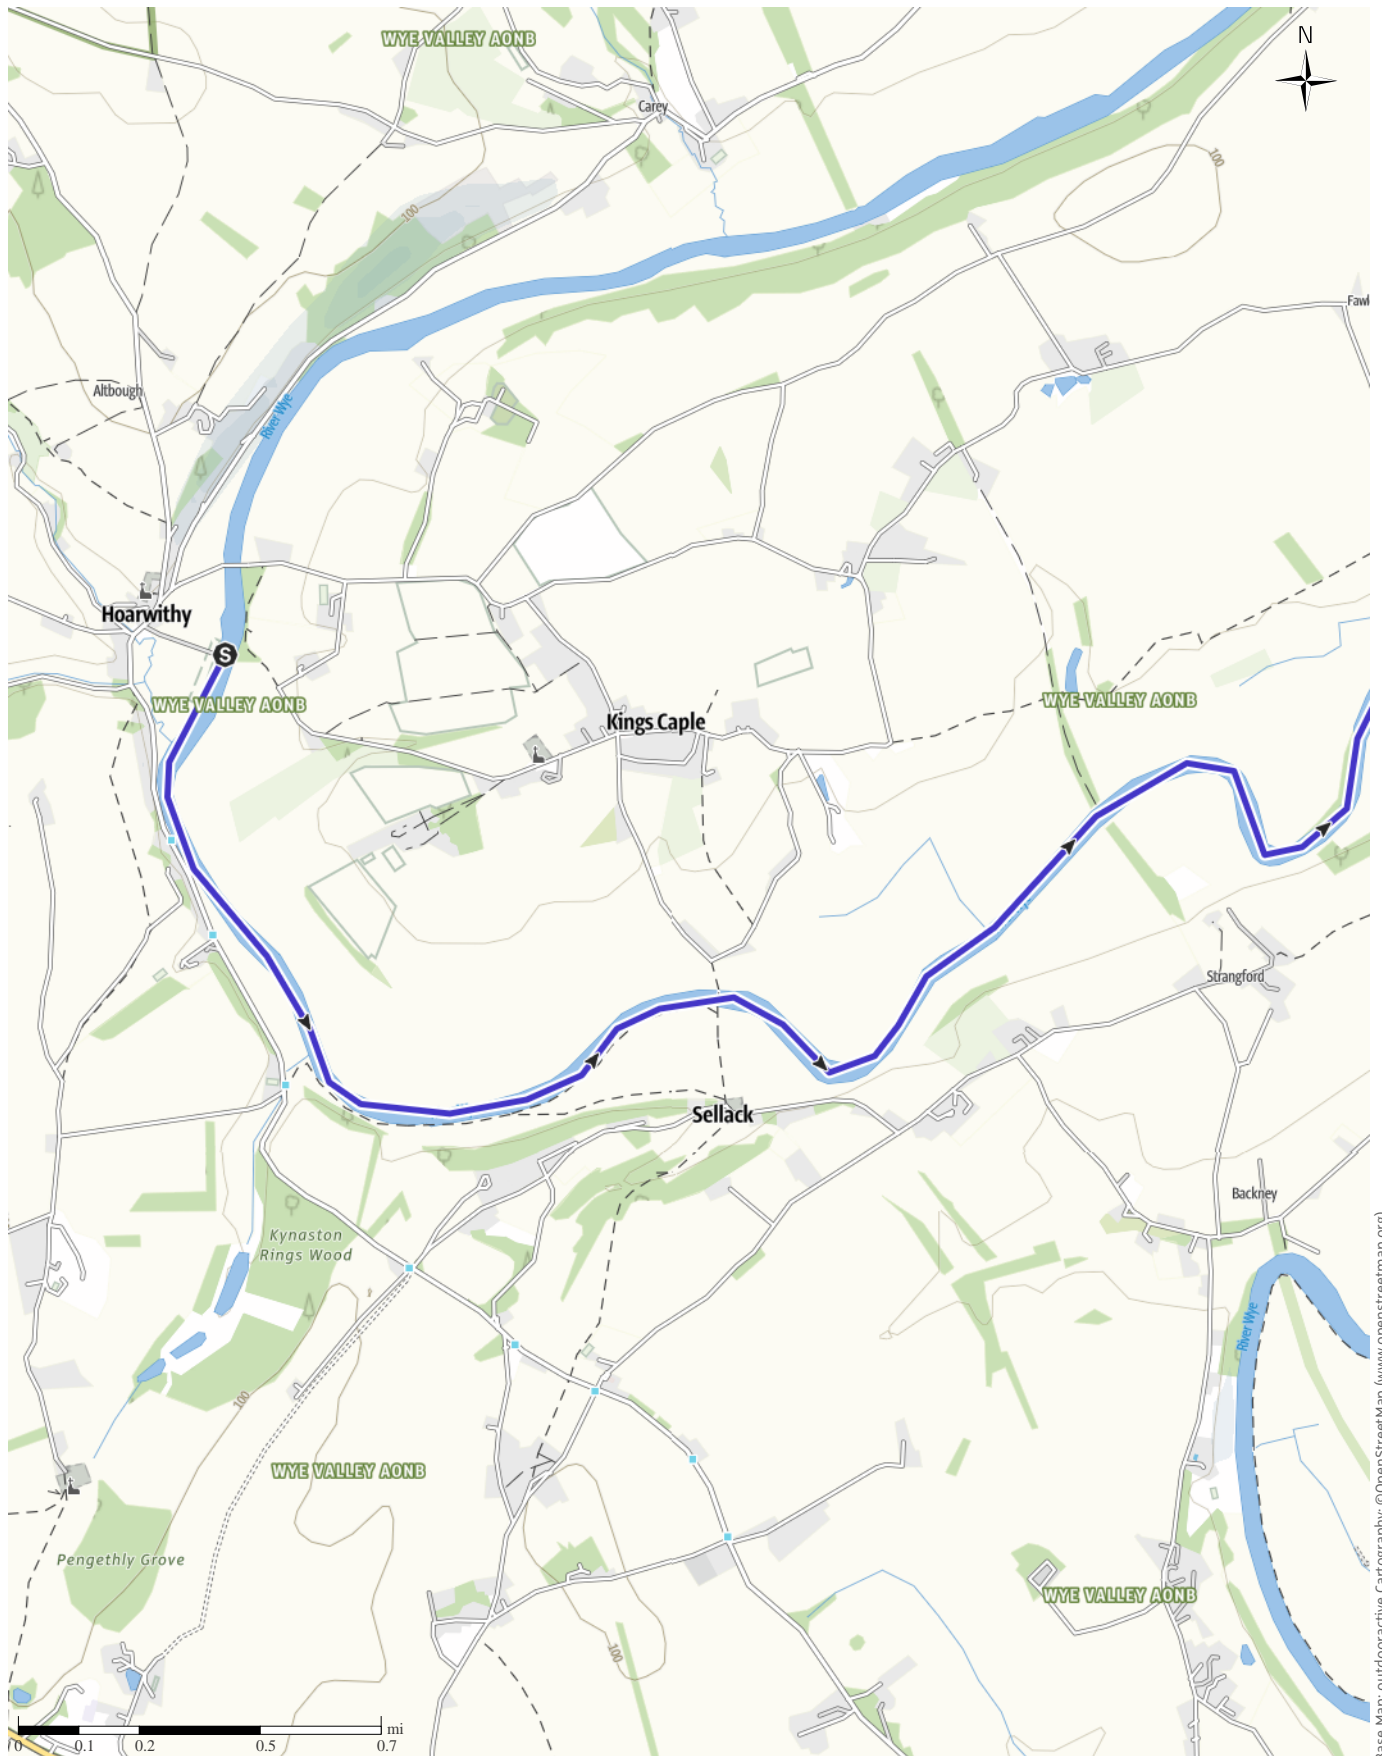 WYE VALLEY AONB
N
Carey
100
100
Fawl
Altbough
River Wye
Hoarwithy
S
WYE VALLEY AONB
WYE VALLEY AONB
Kings Caple
Strangford
Sellack
Backney
Kynaston
Rings Wood
River Wye
100
WYE VALLEY AONB
Pengethly Grove
WYE VALLEY AONB
100
mi
0 0.1 0.2 0.5 0.7
Base Map: outdooractive Cartography; ©OpenStreetMap (www.openstreetmap.org)